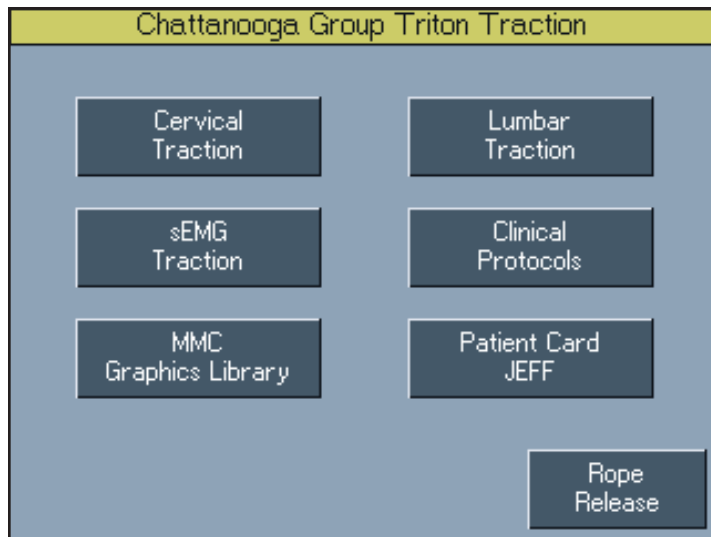 Chattanooga Group Triton Traction
Cervical
Traction
Lumbar
Traction
sEMG
Traction
Clinical
Protocols
MMC
Graphics Library
Patient Card
JEFF
Rope
Release